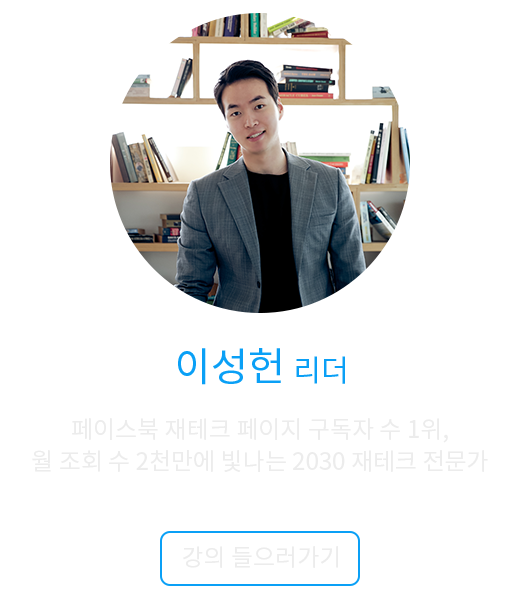 이성헌 리더
페이스북 재테크 페이지 구독자 수 1위,
월 조회 수 2천만에 빛나는 2030 재테크 전문가
강의 들으러가기